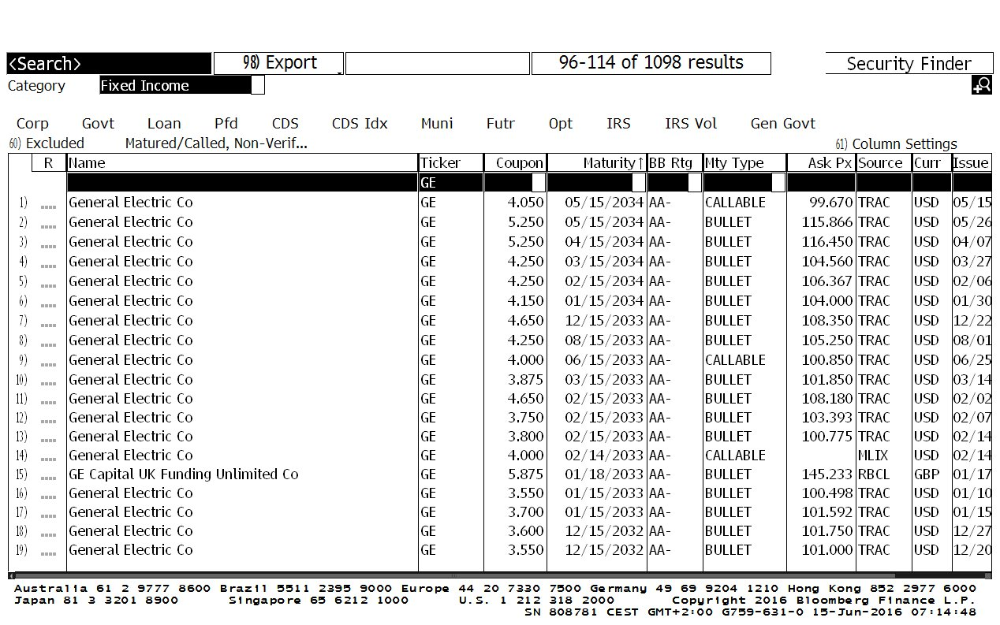 <Search> 98) Export 96-114 of 1098 results Security Finder
Category Fixed Income
Corp Govt Loan Pfd CDS CDS Idx Muni Futr Opt IRS IRS Vol Gen Govt
60) Excluded Matured/Called, Non-Verif... 61) Column Settings
R Name Ticker Coupon Maturity↑ BB Rtg Mty Type Ask Px Source Curr Issue
GE
1) General Electric Co GE 4.050 05/15/2034 AA- CALLABLE 99.670 TRAC USD 05/15
2) General Electric Co GE 5.250 05/15/2034 AA- BULLET 115.866 TRAC USD 05/26
3) General Electric Co GE 5.250 04/15/2034 AA- BULLET 116.450 TRAC USD 04/07
4) General Electric Co GE 4.250 03/15/2034 AA- BULLET 104.560 TRAC USD 03/27
5) General Electric Co GE 4.250 02/15/2034 AA- BULLET 106.367 TRAC USD 02/06
6) General Electric Co GE 4.150 01/15/2034 AA- BULLET 104.000 TRAC USD 01/30
7) General Electric Co GE 4.650 12/15/2033 AA- BULLET 108.350 TRAC USD 12/22
8) General Electric Co GE 4.250 08/15/2033 AA- BULLET 105.250 TRAC USD 08/01
9) General Electric Co GE 4.000 06/15/2033 AA- CALLABLE 100.850 TRAC USD 06/25
10) General Electric Co GE 3.875 03/15/2033 AA- BULLET 101.850 TRAC USD 03/14
11) General Electric Co GE 4.650 02/15/2033 AA- BULLET 108.180 TRAC USD 02/02
12) General Electric Co GE 3.750 02/15/2033 AA- BULLET 103.393 TRAC USD 02/07
13) General Electric Co GE 3.800 02/15/2033 AA- BULLET 100.775 TRAC USD 02/14
14) General Electric Co GE 4.000 02/14/2033 AA- CALLABLE MLIX USD 02/14
15) GE Capital UK Funding Unlimited Co GE 5.875 01/18/2033 AA- BULLET 145.233 RBCL GBP 01/17
16) General Electric Co GE 3.550 01/15/2033 AA- BULLET 100.498 TRAC USD 01/10
17) General Electric Co GE 3.700 01/15/2033 AA- BULLET 101.592 TRAC USD 01/15
18) General Electric Co GE 3.600 12/15/2032 AA- BULLET 101.750 TRAC USD 12/27
19) General Electric Co GE 3.550 12/15/2032 AA- BULLET 101.000 TRAC USD 12/20
Australia 61 2 9777 8600 Brazil 5511 2395 9000 Europe 44 20 7330 7500 Germany 49 69 9204 1210 Hong Kong 852 2977 6000
Japan 81 3 3201 8900 Singapore 65 6212 1000 U.S. 1 212 318 2000 Copyright 2016 Bloomberg Finance L.P.
SN 808781 CEST GMT+2:00 G759-631-0 15-Jun-2016 07:14:48